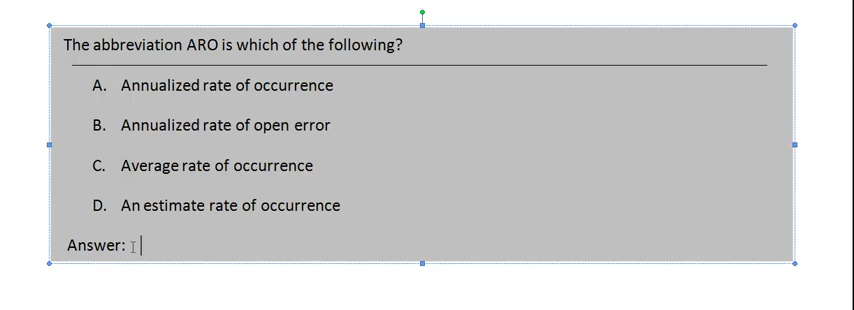 The abbreviation ARO is which of the following?
A. Annualized rate of occurrence
B. Annualized rate of open error
C. Average rate of occurrence
D. An estimate rate of occurrence
Answer: